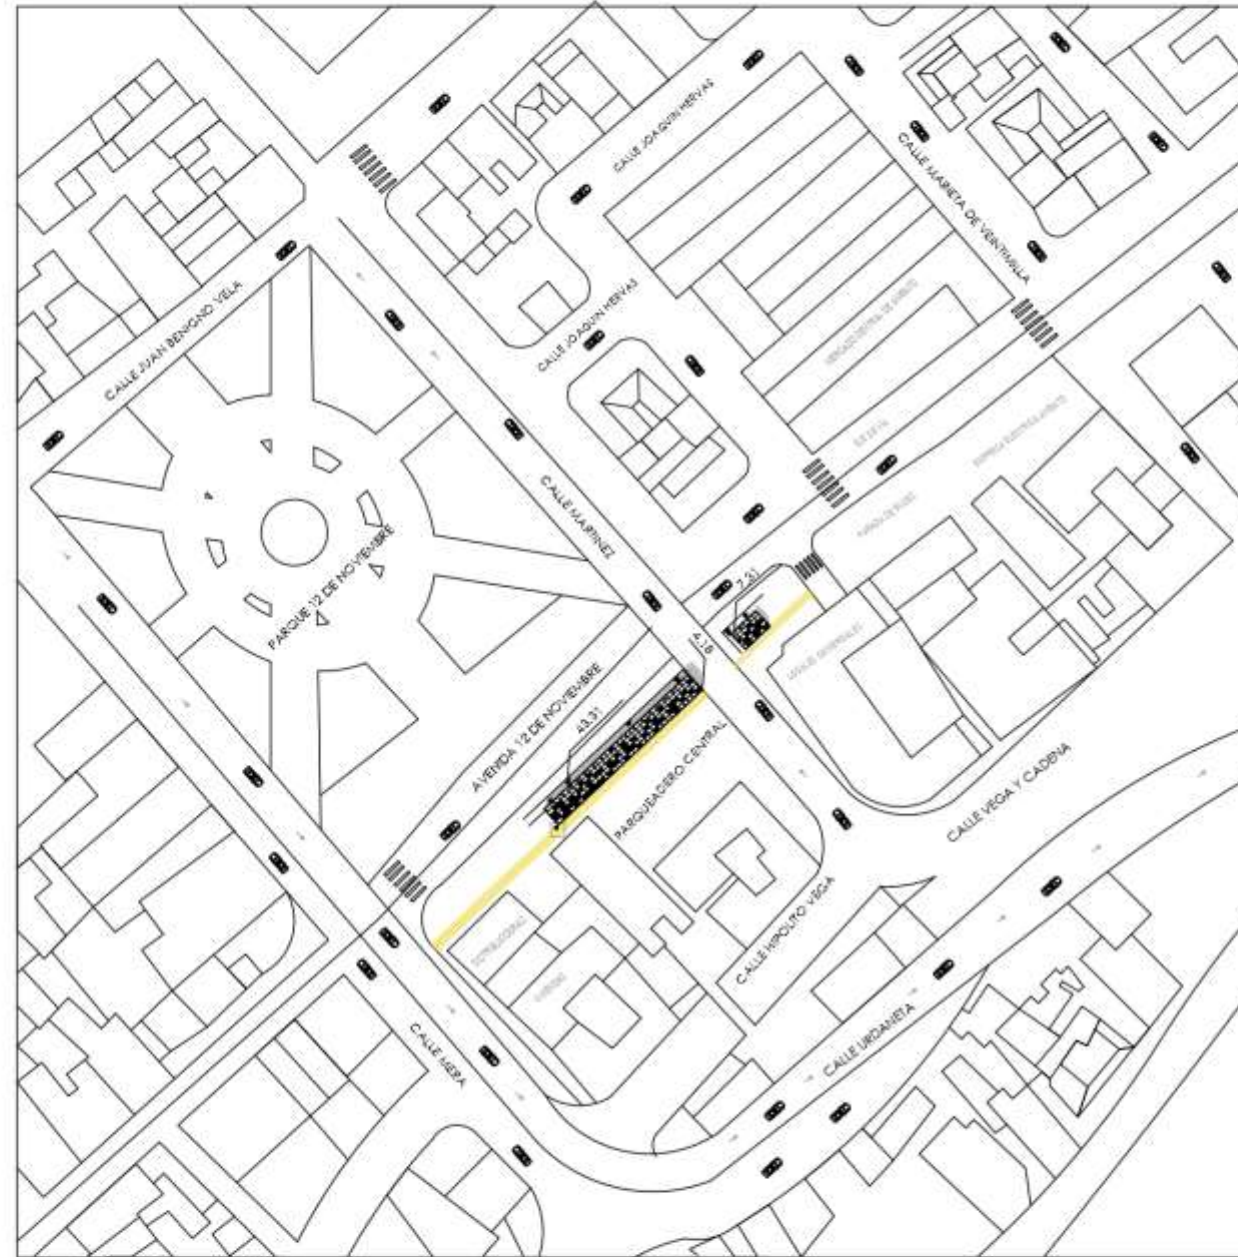 CALLE JOAQUIN HERVAS
CALLE MARIETA DE VEINTIMILLA
CALLE JUAN BENIGNO VELA
CALLE JOAQUIN HERVAS
CALLE MARTINEZ
PARQUE 12 DE NOVIEMBRE
7.31
4.18
AVENIDA 12 DE NOVIEMBRE
43.31
PARQUEADERO CENTRAL
CALLE VEGA Y CADENA
CALLE HIPOLITO VEGA
CALLE URDANETA
CALLE MERA